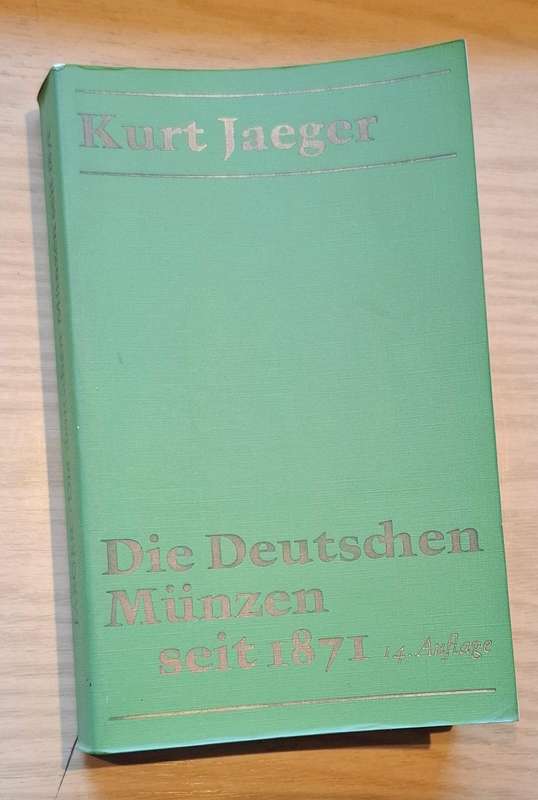 Kurt Jaeger
Die Deutschen
Münzen
seit 1871 14. Auflage